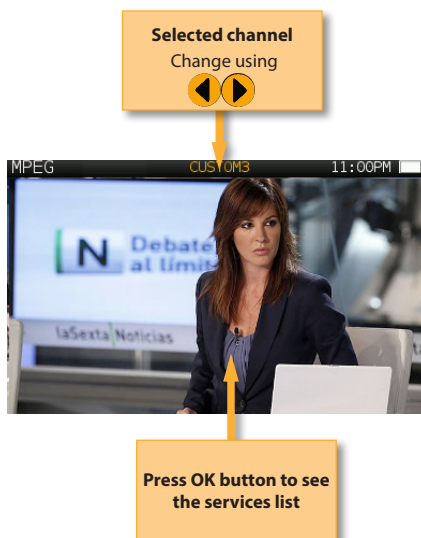 Selected channel
Change using
MPEG CUSTOM3 11:00PM
N Debate
al límite
laSexta Noticias
Press OK button to see
the services list